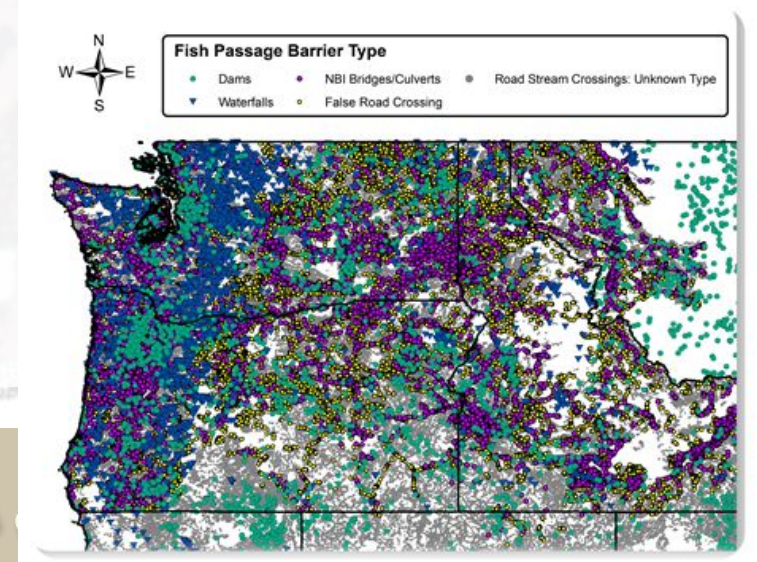 N
W E
S
Fish Passage Barrier Type
Dams NBI Bridges/Culverts Road Stream Crossings: Unknown Type
Waterfalls False Road Crossing